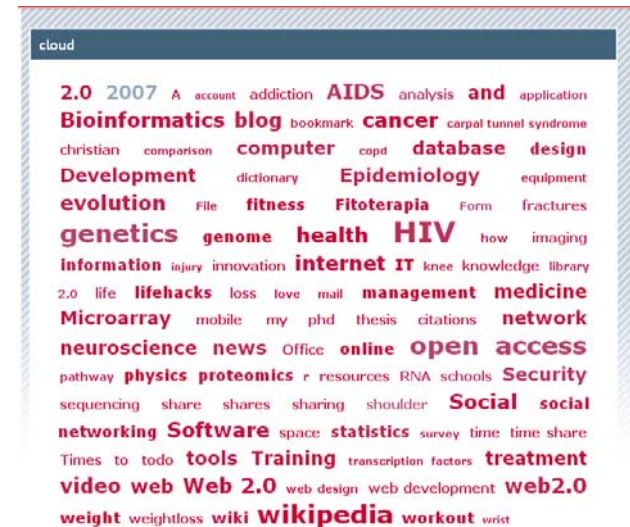 cloud
2.0 2007 A account addiction AIDS analysis and application
Bioinformatics blog bookmark cancer carpal tunnel syndrome
christian comparison computer copd database design
Development dictionary Epidemiology equipment
evolution File fitness Fitoterapia Form fractures
genetics genome health HIV how imaging
information injury innovation internet IT knee knowledge library
2.0 life lifehacks loss love mail management medicine
Microarray mobile my phd thesis citations network
neuroscience news Office online open access
pathway physics proteomics r resources RNA schools Security
sequencing share shares sharing shoulder Social social
networking Software space statistics survey time time share
Times to todo tools Training transcription factors treatment
video web Web 2.0 web design web development web2.0
weight weightloss wiki wikipedia workout wrist